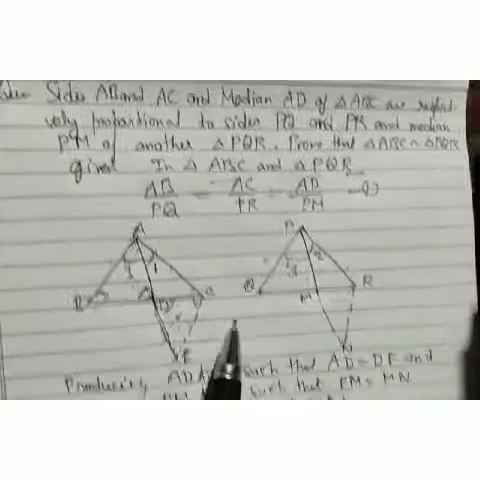 Que Sides AB and AC and Median AD of △ ABC are respect
vely proportional to sides PQ and PR and median
PM of another △ PQR. Prove that △ABC ~ △PQR
given In △ ABC and △ PQR
AB/PQ = AC/PR = AD/PM —①
A P
B D C Q M R
E N
Producing AD such that AD = DE and
such that PM = MN